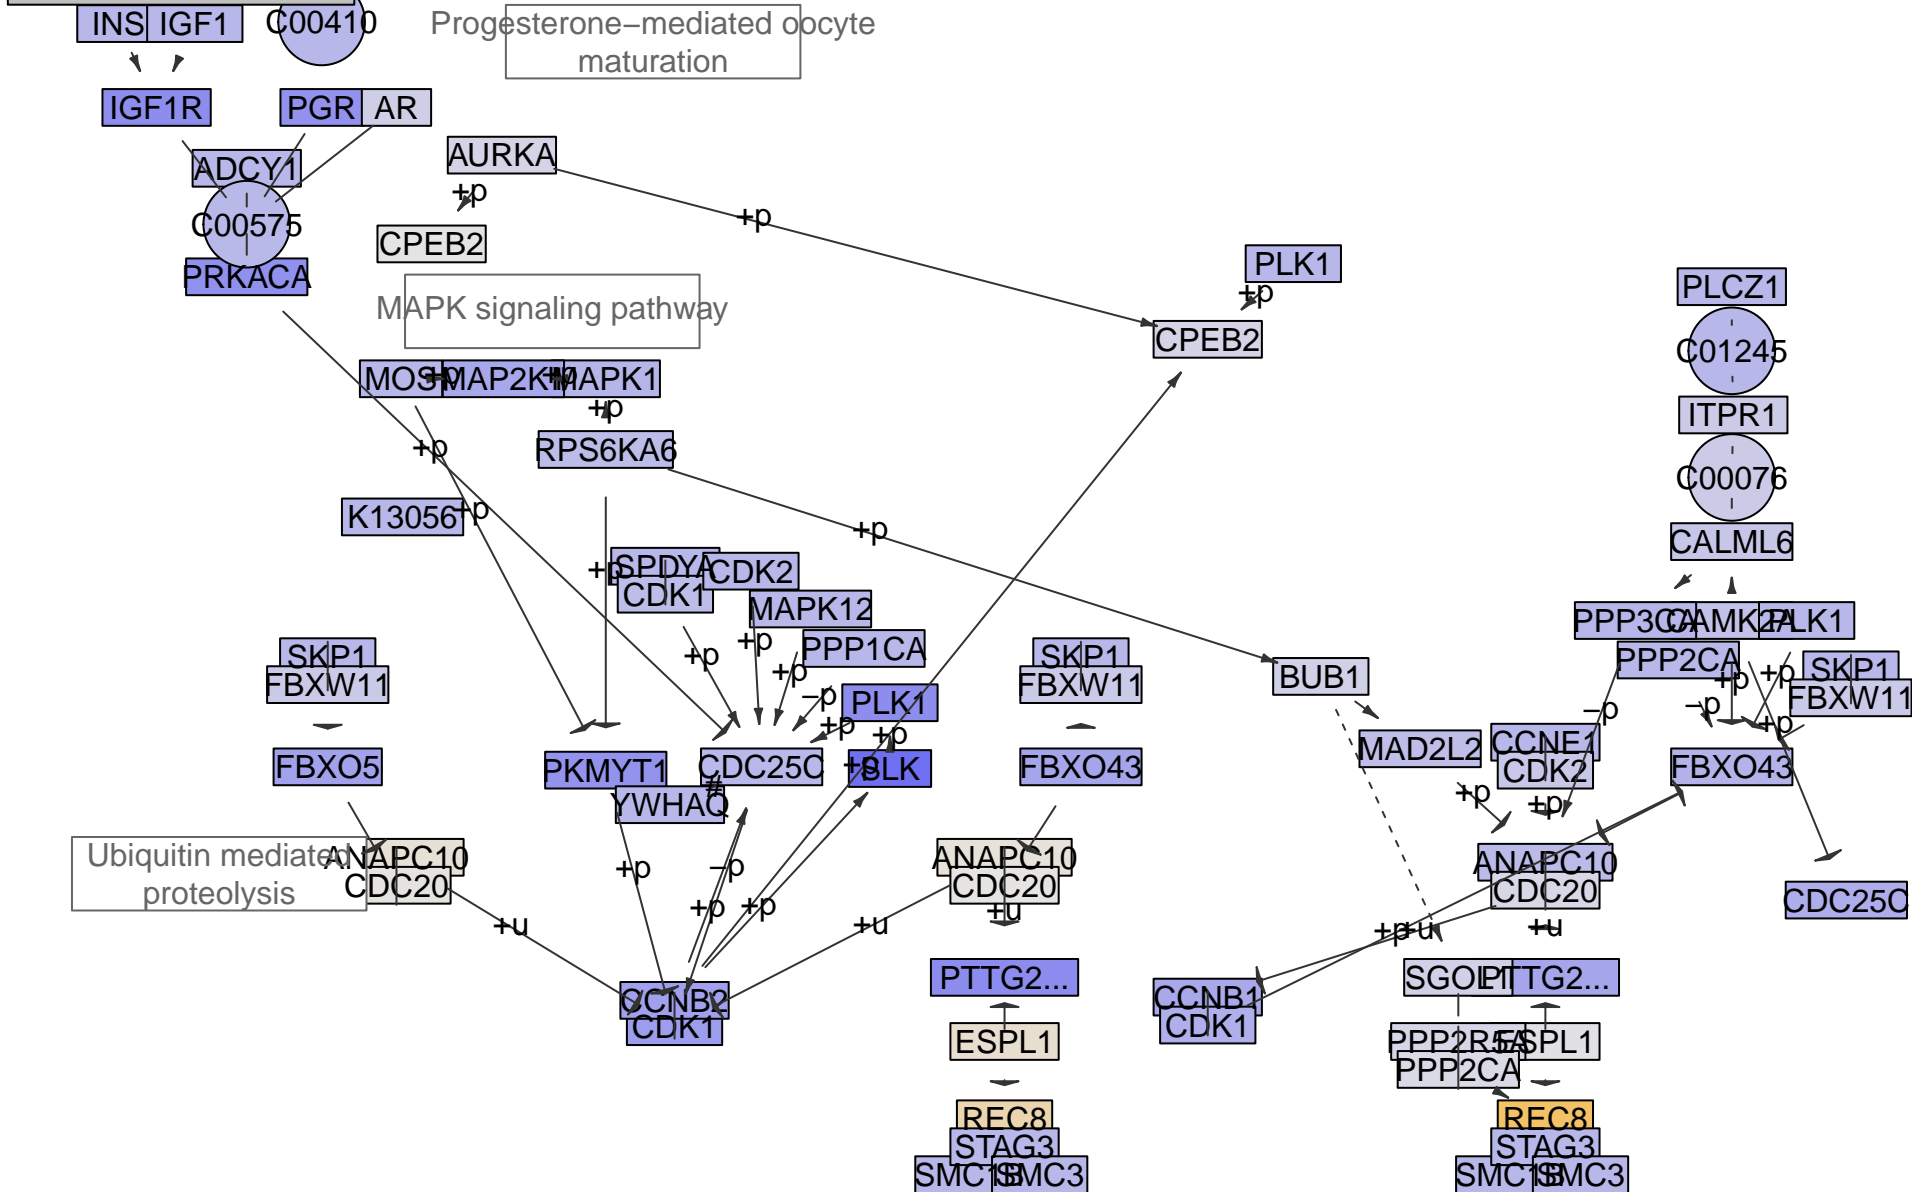 INS
IGF1
C00410
Progesterone−mediated oocyte
maturation
IGF1R
PGR
AR
ADCY1
AURKA
+p
C00575
+p
CPEB2
PRKACA
PLK1
+p
PLCZ1
MAPK signaling pathway
CPEB2
C01245
MOS
+p
MAP2K1
+p
MAPK1
+p
ITPR1
+p
RPS6KA6
C00076
K13056
+p
+p
CALML6
+p
SPDYA
CDK2
CDK1
MAPK12
PPP3CA
CAMK2A
PLK1
+p
PPP1CA
SKP1
FBXW11
+p
+p
SKP1
FBXW11
BUB1
PPP2CA
+p
+p
SKP1
FBXW11
−p
PLK1
+p
−p
−p
+p
+p
MAD2L2
CCNE1
CDK2
FBXO5
PKMYT1
CDC25C
+p
SLK
FBXO43
FBXO43
#
YWHAQ
+p
+p
Ubiquitin mediated
proteolysis
ANAPC10
CDC20
+p
−p
ANAPC10
CDC20
ANAPC10
CDC20
CDC25C
+p
+p
+u
+u
+u
+p
+u
+u
PTTG2...
SGOL1
PTTG2...
CCNB2
CDK1
CCNB1
CDK1
ESPL1
PPP2R5A
ESPL1
PPP2CA
REC8
REC8
STAG3
STAG3
SMC1B
SMC3
SMC1B
SMC3